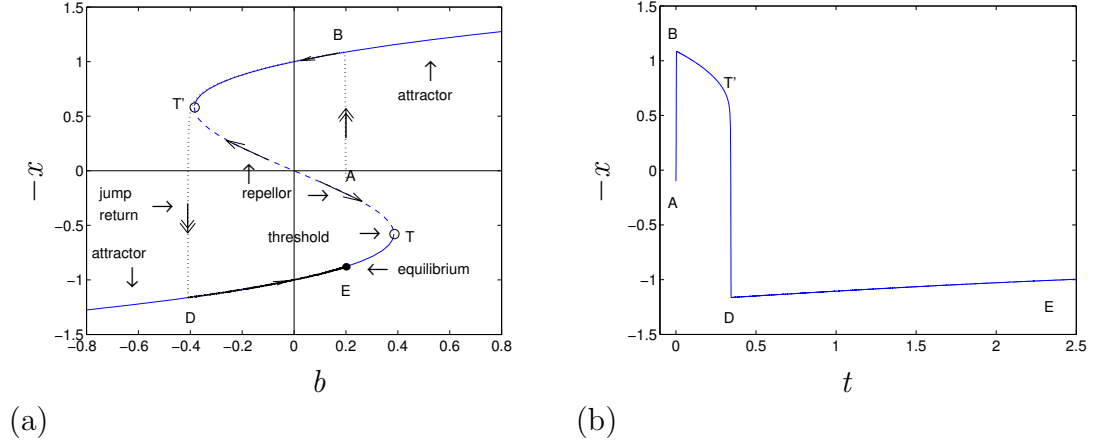 1.5
1
0.5
0
−0.5
−1
−1.5
−x
−0.8
−0.6
−0.4
−0.2
0
0.2
0.4
0.6
0.8
b
B
attractor
T'
A
repellor
jump
return
threshold
T
attractor
equilibrium
E
D
(a)
1.5
1
0.5
0
−0.5
−1
−1.5
−x
0
0.5
1
1.5
2
2.5
t
B
T'
A
D
E
(b)